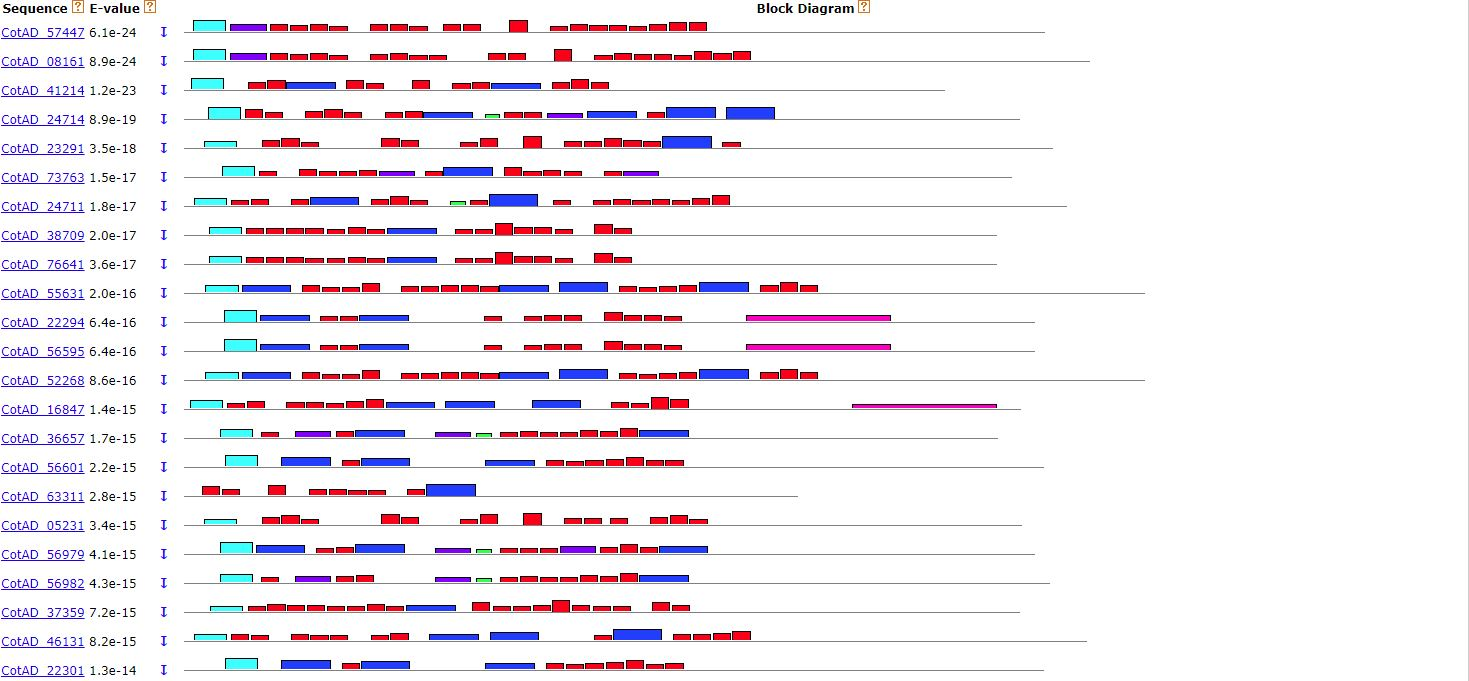 Sequence ? E-value ? Block Diagram ?
CotAD_57447 6.1e-24 ↧
CotAD_08161 8.9e-24 ↧
CotAD_41214 1.2e-23 ↧
CotAD_24714 8.9e-19 ↧
CotAD_23291 3.5e-18 ↧
CotAD_73763 1.5e-17 ↧
CotAD_24711 1.8e-17 ↧
CotAD_38709 2.0e-17 ↧
CotAD_76641 3.6e-17 ↧
CotAD_55631 2.0e-16 ↧
CotAD_22294 6.4e-16 ↧
CotAD_56595 6.4e-16 ↧
CotAD_52268 8.6e-16 ↧
CotAD_16847 1.4e-15 ↧
CotAD_36657 1.7e-15 ↧
CotAD_56601 2.2e-15 ↧
CotAD_63311 2.8e-15 ↧
CotAD_05231 3.4e-15 ↧
CotAD_56979 4.1e-15 ↧
CotAD_56982 4.3e-15 ↧
CotAD_37359 7.2e-15 ↧
CotAD_46131 8.2e-15 ↧
CotAD_22301 1.3e-14 ↧